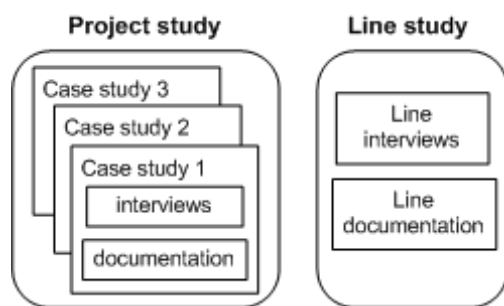 Project study
Case study 3
Case study 2
Case study 1
interviews
documentation
Line study
Line
interviews
Line
documentation